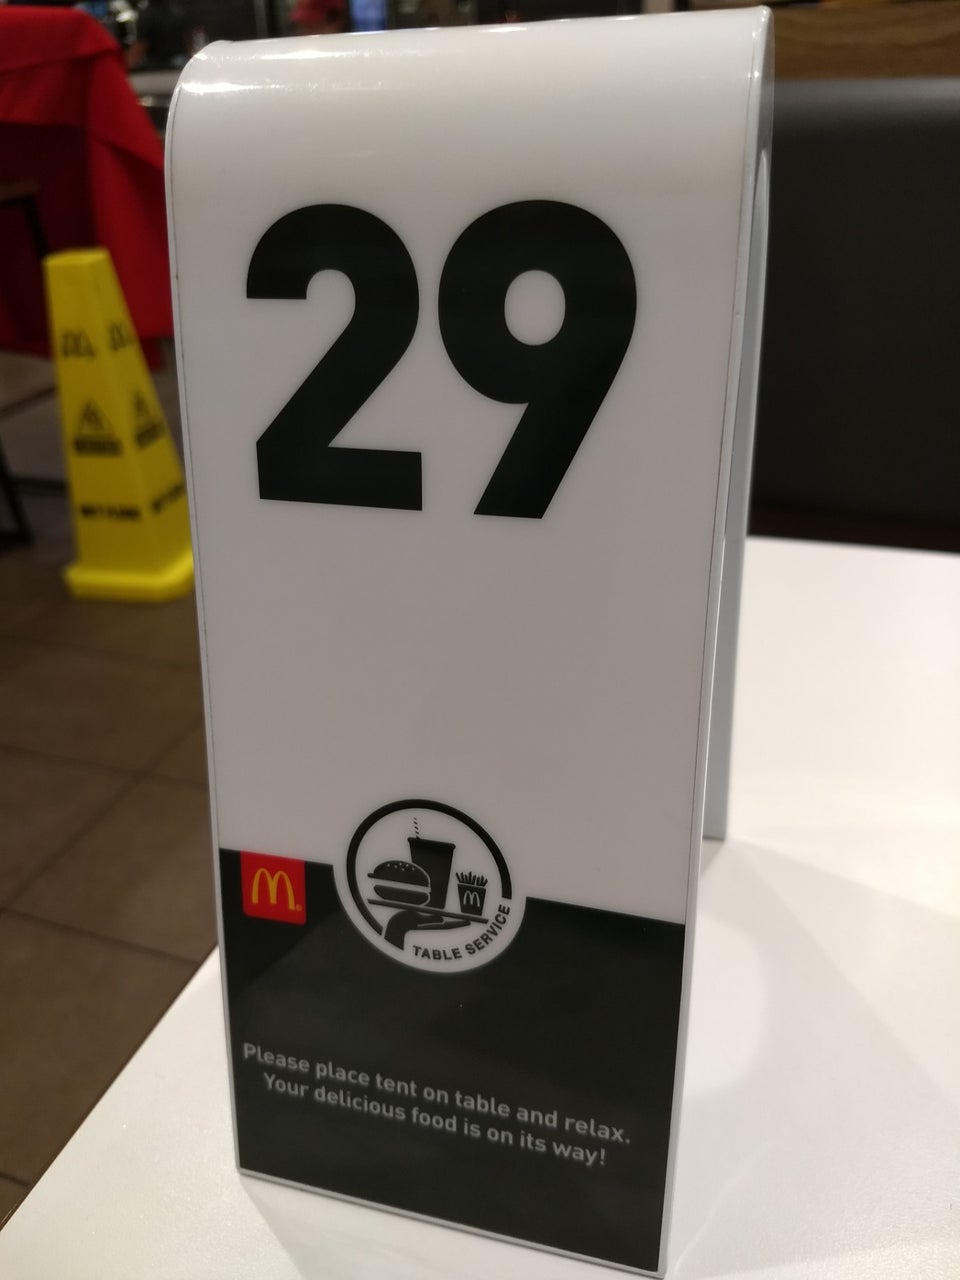 29
TABLE SERVICE
Please place tent on table and relax.
Your delicious food is on its way!